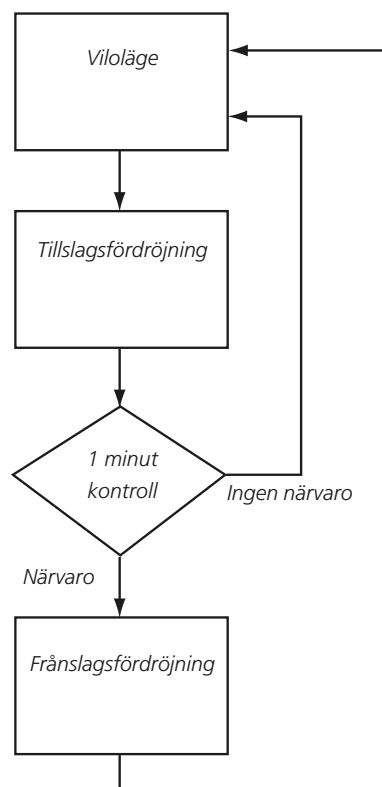 Viloläge
Tillslagsfördröjning
1 minut
kontroll
Ingen närvaro
Närvaro
Frånslagsfördröjning